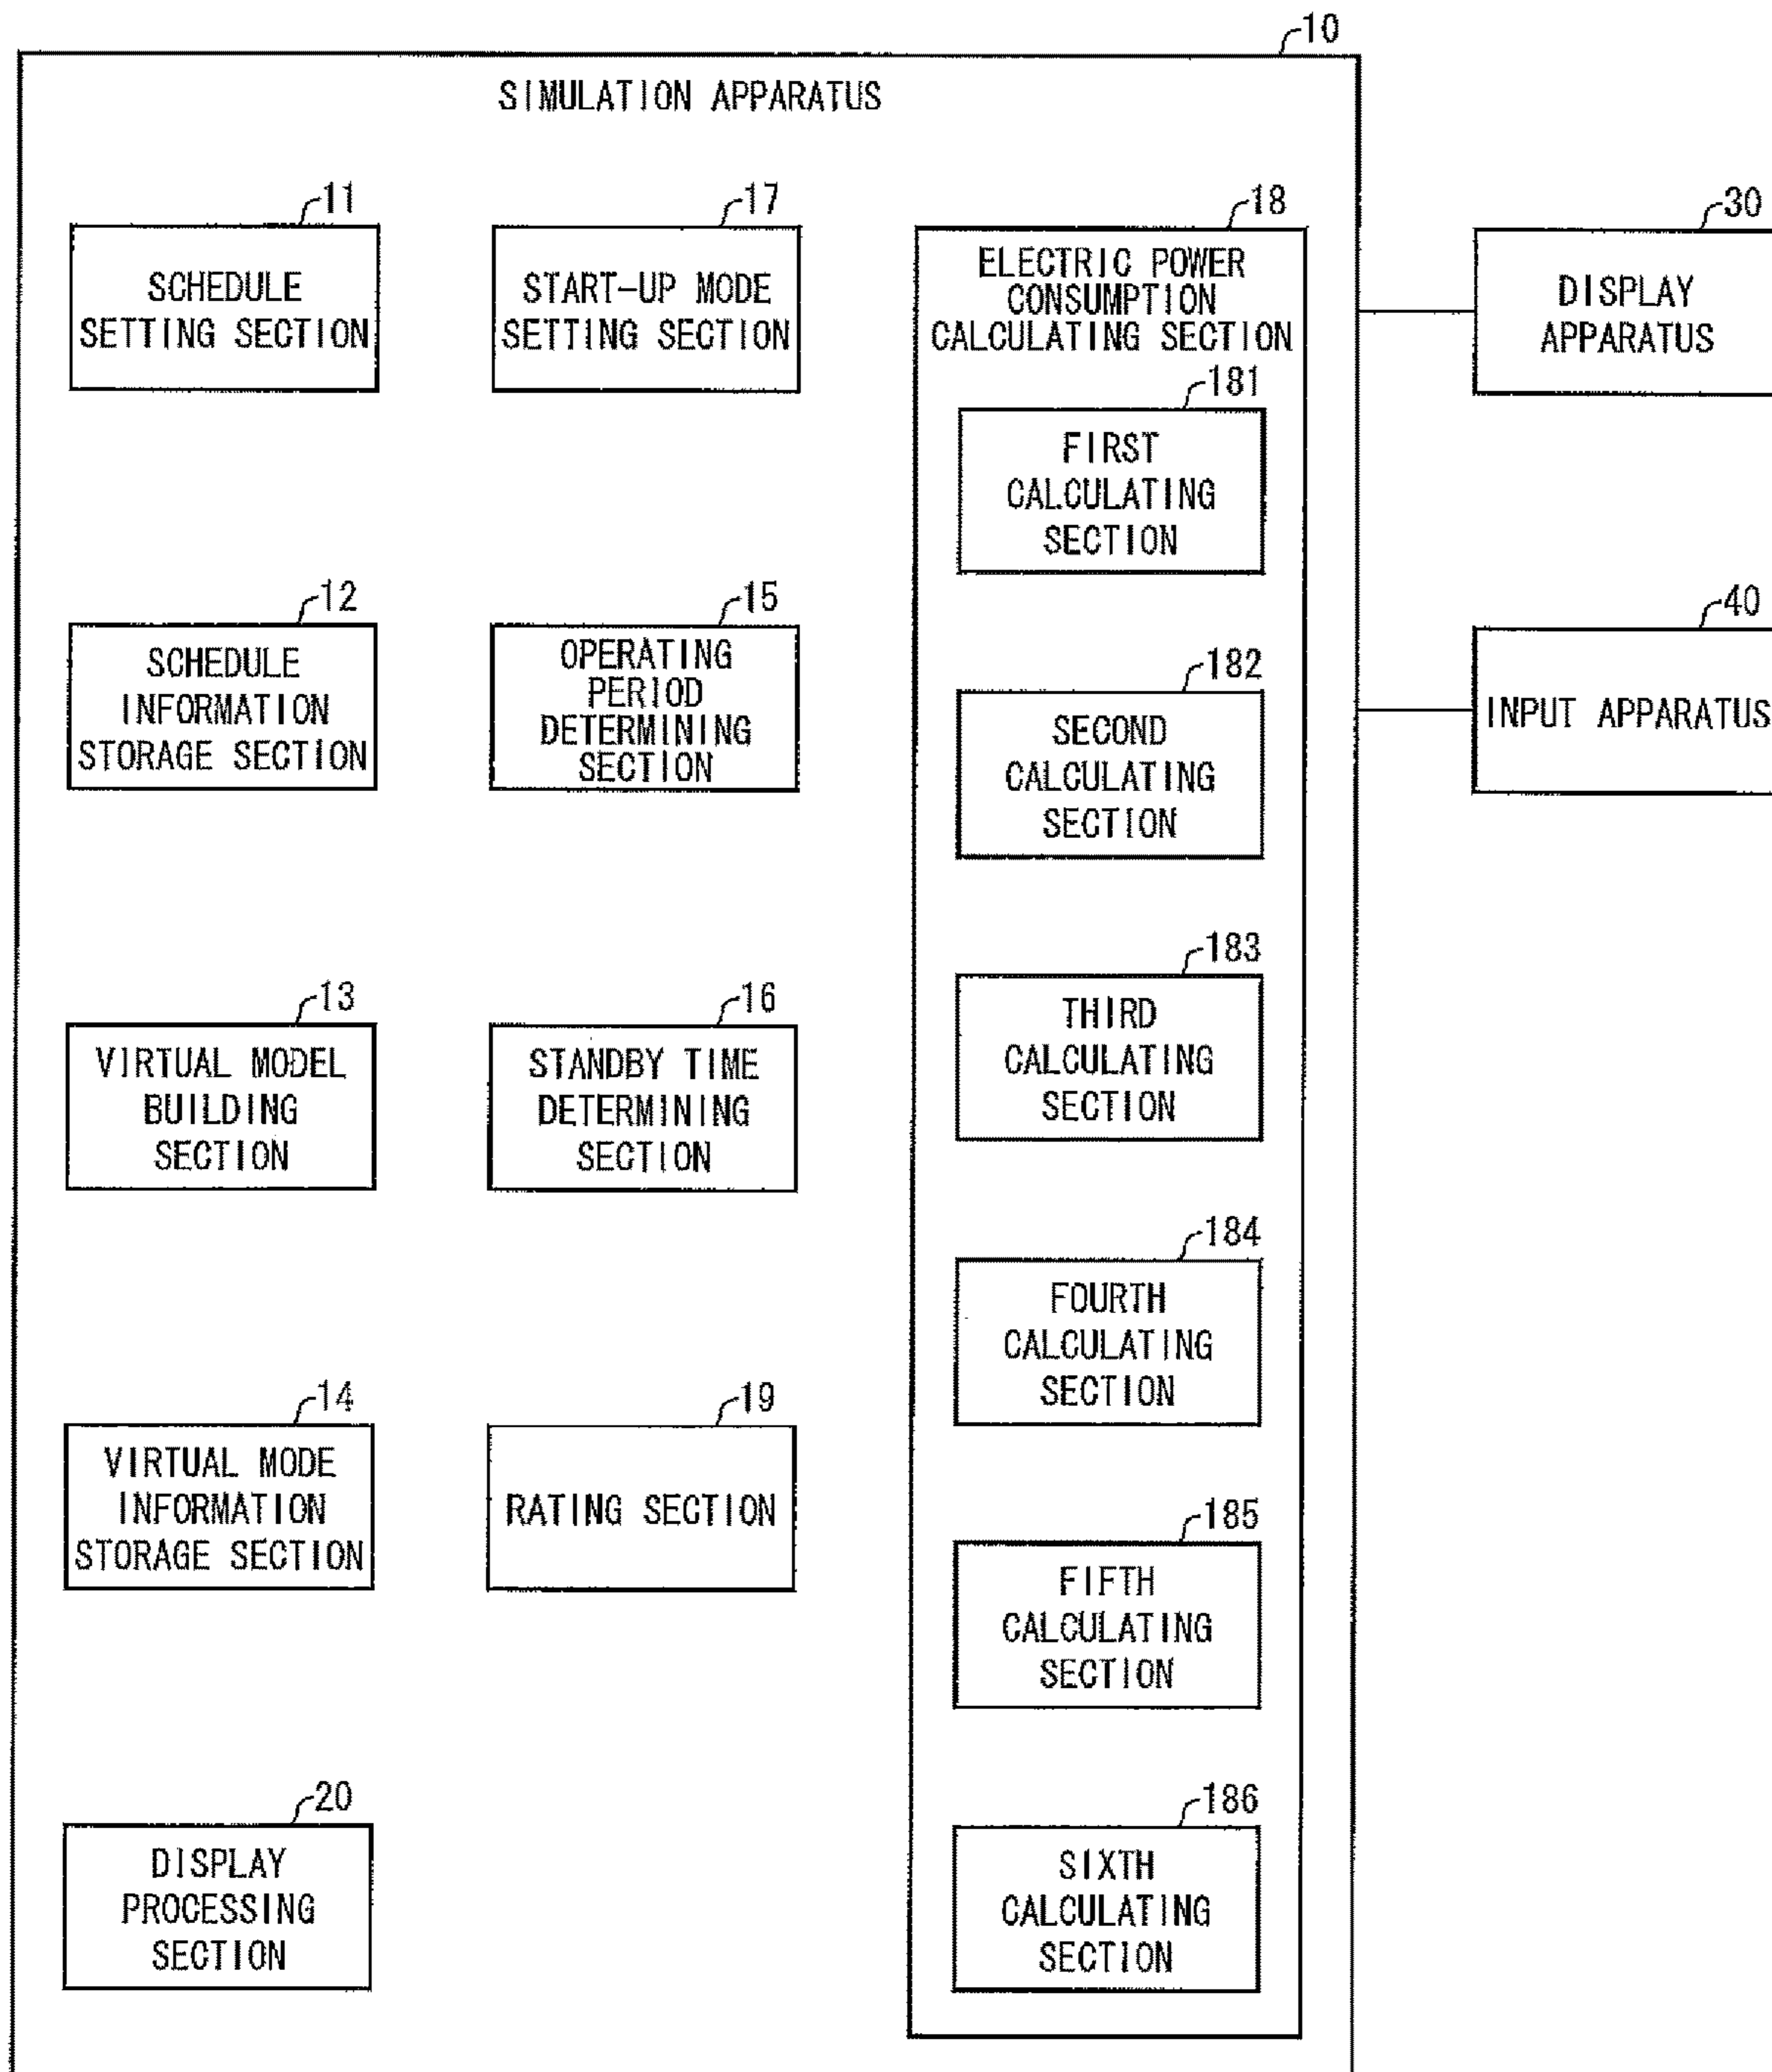 10
SIMULATION APPARATUS
11
SCHEDULE
SETTING SECTION
17
START-UP MODE
SETTING SECTION
18
ELECTRIC POWER
CONSUMPTION
CALCULATING SECTION
181
FIRST
CALCULATING
SECTION
30
DISPLAY
APPARATUS
12
SCHEDULE
INFORMATION
STORAGE SECTION
15
OPERATING
PERIOD
DETERMINING
SECTION
182
SECOND
CALCULATING
SECTION
40
INPUT APPARATUS
13
VIRTUAL MODEL
BUILDING
SECTION
16
STANDBY TIME
DETERMINING
SECTION
183
THIRD
CALCULATING
SECTION
184
FOURTH
CALCULATING
SECTION
14
VIRTUAL MODE
INFORMATION
STORAGE SECTION
19
RATING SECTION
185
FIFTH
CALCULATING
SECTION
20
DISPLAY
PROCESSING
SECTION
186
SIXTH
CALCULATING
SECTION